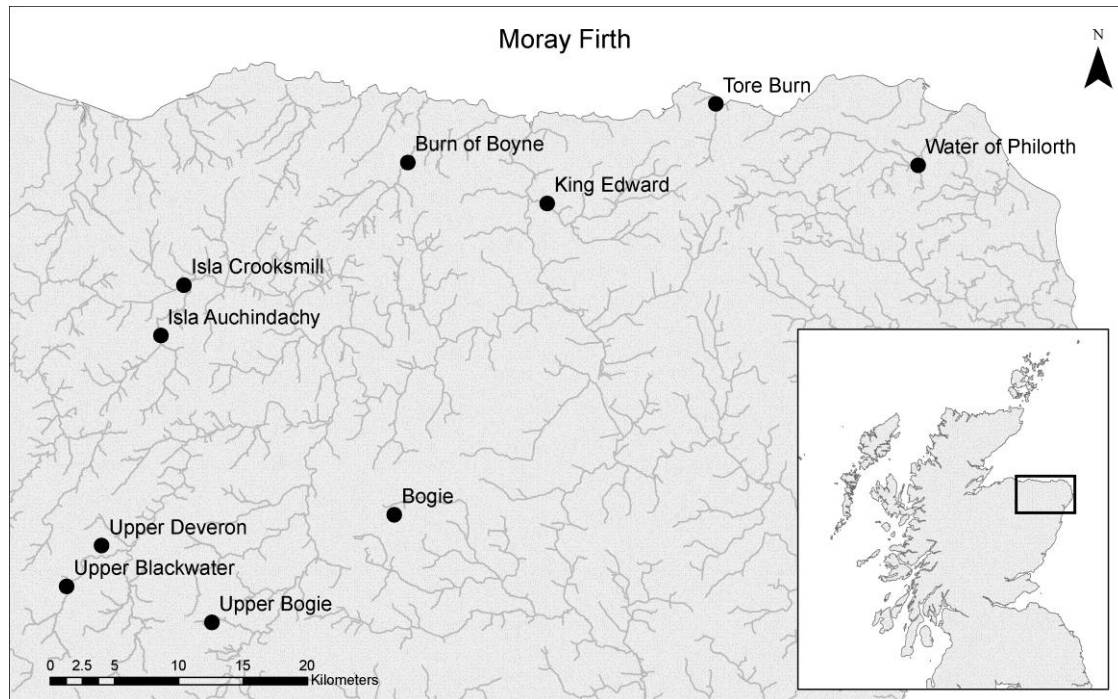 Moray Firth
N
Tore Burn
Burn of Boyne
Water of Philorth
King Edward
Isla Crooksmill
Isla Auchindachy
Bogie
Upper Deveron
Upper Blackwater
Upper Bogie
0 2.5 5 10 15 20
Kilometers